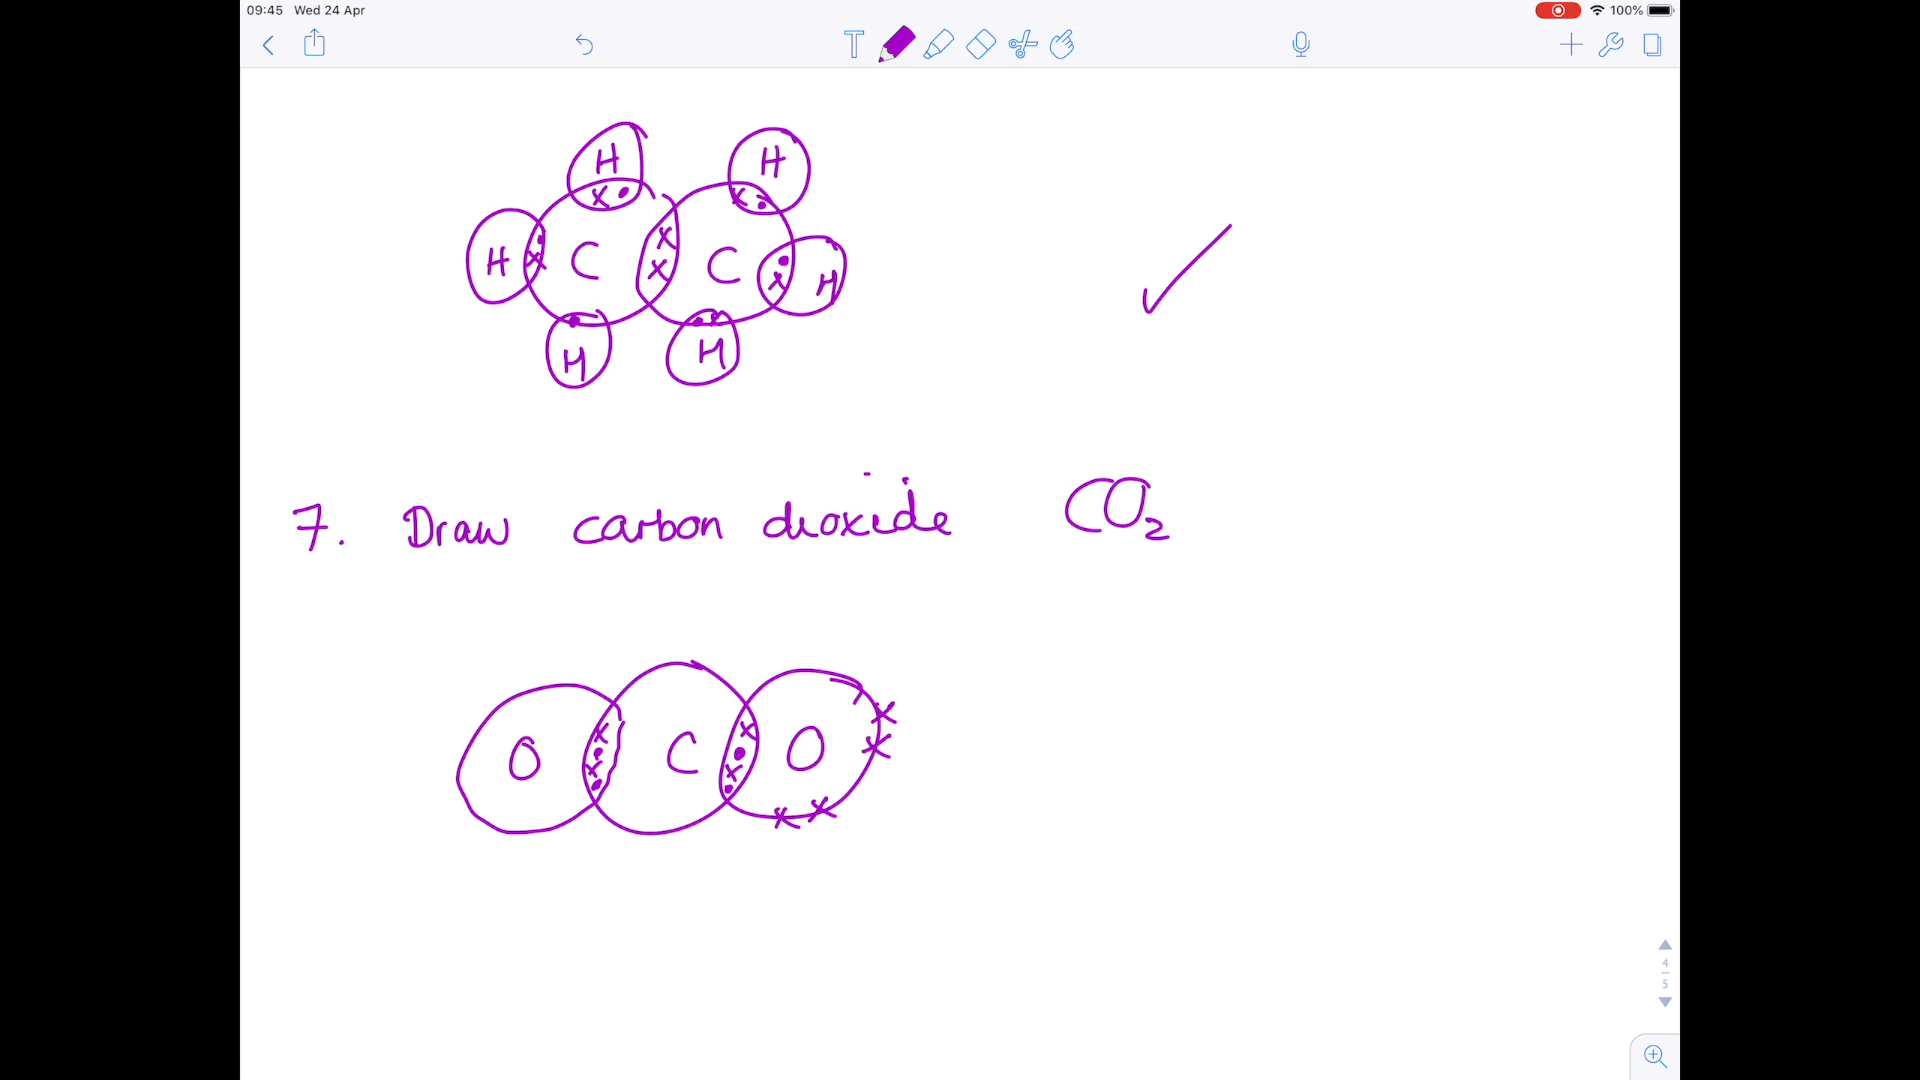 09:45 Wed 24 Apr
100%
T
H H
x x
H x C x C x H
x
H x H
7. Draw carbon dioxide CO₂
O x x C x x O x x
x x
4
5